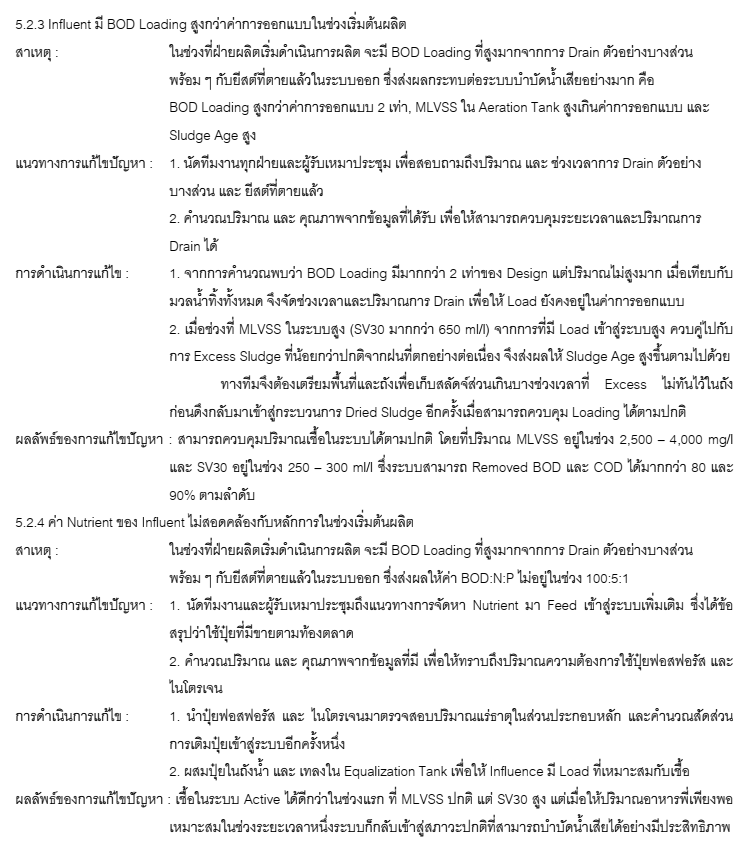 5.2.3 Influent มี BOD Loading สูงกว่าค่าการออกแบบในช่วงเริ่มต้นผลิต
สาเหตุ : ในช่วงที่ฝ่ายผลิตเริ่มดำเนินการผลิต จะมี BOD Loading ที่สูงมากจากการ Drain ตัวอย่างบางส่วน
พร้อม ๆ กับยีสต์ที่ตายแล้วในระบบออก ซึ่งส่งผลกระทบต่อระบบบำบัดน้ำเสียอย่างมาก คือ
BOD Loading สูงกว่าค่าการออกแบบ 2 เท่า, MLVSS ใน Aeration Tank สูงเกินค่าการออกแบบ และ
Sludge Age สูง
แนวทางการแก้ไขปัญหา : 1. นัดทีมงานทุกฝ่ายและผู้รับเหมาประชุม เพื่อสอบถามถึงปริมาณ และ ช่วงเวลาการ Drain ตัวอย่าง
บางส่วน และ ยีสต์ที่ตายแล้ว
2. คำนวณปริมาณ และ คุณภาพจากข้อมูลที่ได้รับ เพื่อให้สามารถควบคุมระยะเวลาและปริมาณการ
Drain ได้
การดำเนินการแก้ไข : 1. จากการคำนวณพบว่า BOD Loading มีมากกว่า 2 เท่าของ Design แต่ปริมาณไม่สูงมาก เมื่อเทียบกับ
มวลน้ำทิ้งทั้งหมด จึงจัดช่วงเวลาและปริมาณการ Drain เพื่อให้ Load ยังคงอยู่ในค่าการออกแบบ
2. เมื่อช่วงที่ MLVSS ในระบบสูง (SV30 มากกว่า 650 ml/l) จากการที่มี Load เข้าสู่ระบบสูง ควบคู่ไปกับ
การ Excess Sludge ที่น้อยกว่าปกติจากฝนที่ตกอย่างต่อเนื่อง จึงส่งผลให้ Sludge Age สูงขึ้นตามไปด้วย
ทางทีมจึงต้องเตรียมพื้นที่และถังเพื่อเก็บสลัดจ์ส่วนเกินบางช่วงเวลาที่ Excess ไม่ทันไว้ในถัง
ก่อนดึงกลับมาเข้าสู่กระบวนการ Dried Sludge อีกครั้งเมื่อสามารถควบคุม Loading ได้ตามปกติ
ผลลัพธ์ของการแก้ไขปัญหา : สามารถควบคุมปริมาณเชื้อในระบบได้ตามปกติ โดยที่ปริมาณ MLVSS อยู่ในช่วง 2,500 – 4,000 mg/l
และ SV30 อยู่ในช่วง 250 – 300 ml/l ซึ่งระบบสามารถ Removed BOD และ COD ได้มากกว่า 80 และ
90% ตามลำดับ
5.2.4 ค่า Nutrient ของ Influent ไม่สอดคล้องกับหลักการในช่วงเริ่มต้นผลิต
สาเหตุ : ในช่วงที่ฝ่ายผลิตเริ่มดำเนินการผลิต จะมี BOD Loading ที่สูงมากจากการ Drain ตัวอย่างบางส่วน
พร้อม ๆ กับยีสต์ที่ตายแล้วในระบบออก ซึ่งส่งผลให้ค่า BOD:N:P ไม่อยู่ในช่วง 100:5:1
แนวทางการแก้ไขปัญหา : 1. นัดทีมงานและผู้รับเหมาประชุมถึงแนวทางการจัดหา Nutrient มา Feed เข้าสู่ระบบเพิ่มเติม ซึ่งได้ข้อ
สรุปว่าใช้ปุ๋ยที่มีขายตามท้องตลาด
2. คำนวณปริมาณ และ คุณภาพจากข้อมูลที่มี เพื่อให้ทราบถึงปริมาณความต้องการใช้ปุ๋ยฟอสฟอรัส และ
ไนโตรเจน
การดำเนินการแก้ไข : 1. นำปุ๋ยฟอสฟอรัส และ ไนโตรเจนมาตรวจสอบปริมาณแร่ธาตุในส่วนประกอบหลัก และคำนวณสัดส่วน
การเติมปุ๋ยเข้าสู่ระบบอีกครั้งหนึ่ง
2. ผสมปุ๋ยในถังน้ำ และ เทลงใน Equalization Tank เพื่อให้ Influence มี Load ที่เหมาะสมกับเชื้อ
ผลลัพธ์ของการแก้ไขปัญหา : เชื้อในระบบ Active ได้ดีกว่าในช่วงแรก ที่ MLVSS ปกติ แต่ SV30 สูง แต่เมื่อให้ปริมาณอาหารพี่เพียงพอ
เหมาะสมในช่วงระยะเวลาหนึ่งระบบก็กลับเข้าสู่สภาวะปกติที่สามารถบำบัดน้ำเสียได้อย่างมีประสิทธิภาพ